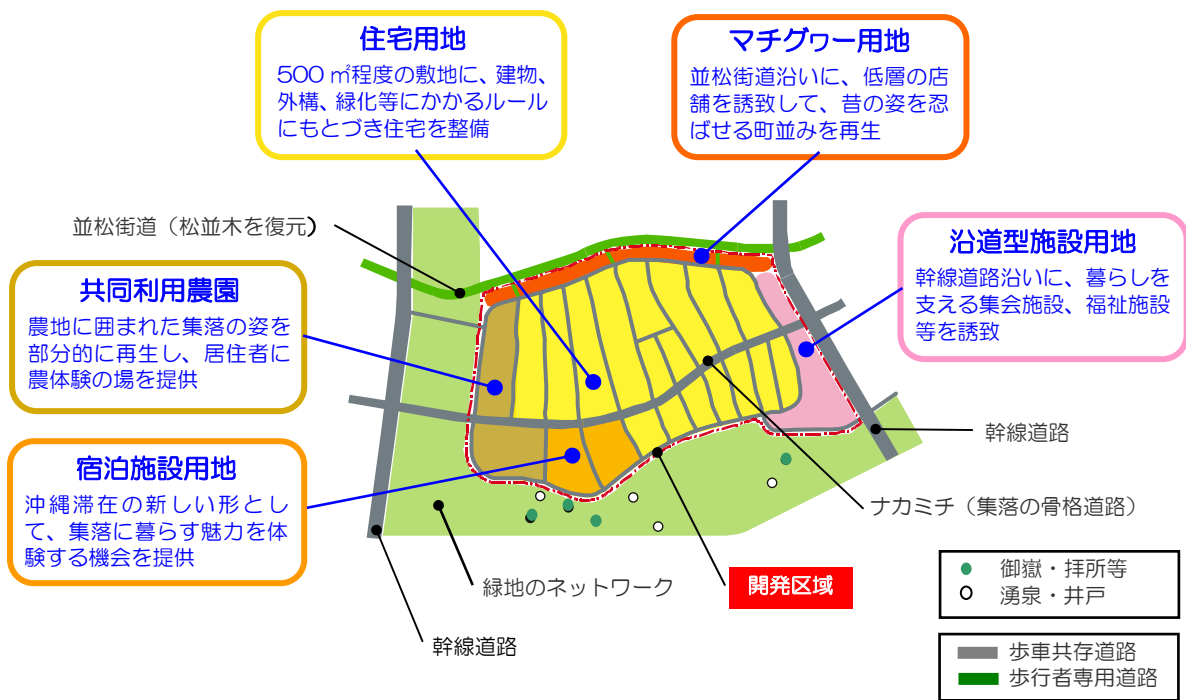 住宅用地
500 ㎡程度の敷地に、建物、
外構、緑化等にかかるルール
にもとづき住宅を整備
マチグヮー用地
並松街道沿いに、低層の店
舗を誘致して、昔の姿を忍
ばせる町並みを再生
並松街道（松並木を復元）
沿道型施設用地
幹線道路沿いに、暮らしを
支える集会施設、福祉施設
等を誘致
共同利用農園
農地に囲まれた集落の姿を
部分的に再生し、居住者に
農体験の場を提供
幹線道路
宿泊施設用地
沖縄滞在の新しい形とし
て、集落に暮らす魅力を体
験する機会を提供
ナカミチ（集落の骨格道路）
緑地のネットワーク
開発区域
幹線道路
御嶽・拝所等
湧泉・井戸
歩車共存道路
歩行者専用道路